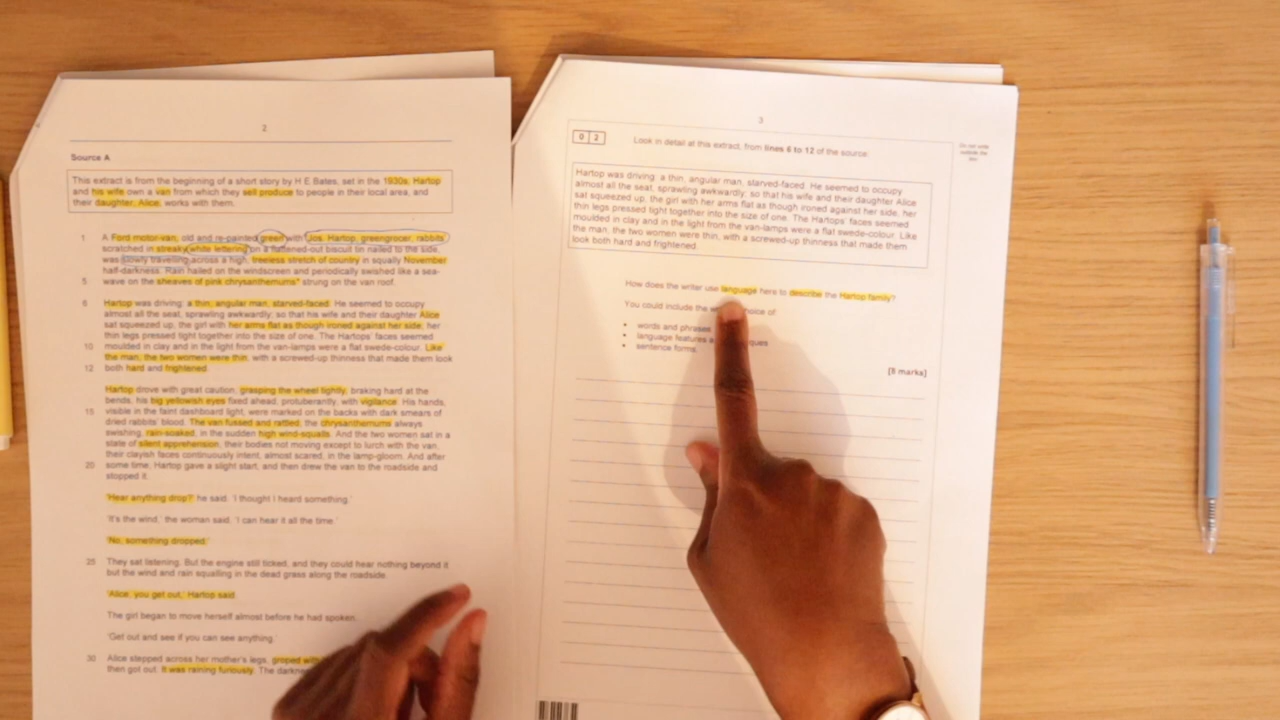 2
Source A
This extract is from the beginning of a short story by H E Bates, set in the 1930s. Hartop
and his wife own a van from which they sell produce to people in their local area, and
their daughter, Alice, works with them.
1 A Ford motor-van, old and re-painted green with Jos. Hartop, greengrocer, rabbits
scratched in streaky white lettering on a flattened-out biscuit tin nailed to the side,
was slowly travelling across a high, treeless stretch of country in squally November
half-darkness. Rain hailed on the windscreen and periodically swished like a sea-
5 wave on the sheaves of pink chrysanthemums* strung on the van roof.
6 Hartop was driving: a thin, angular man, starved-faced. He seemed to occupy
almost all the seat, sprawling awkwardly; so that his wife and their daughter Alice
sat squeezed up, the girl with her arms flat as though ironed against her side, her
thin legs pressed tight together into the size of one. The Hartops' faces seemed
10 moulded in clay and in the light from the van-lamps were a flat swede-colour. Like
the man, the two women were thin, with a screwed-up thinness that made them look
12 both hard and frightened.
Hartop drove with great caution, grasping the wheel tightly, braking hard at the
bends, his big yellowish eyes fixed ahead, protuberantly, with vigilance. His hands,
15 visible in the faint dashboard light, were marked on the backs with dark smears of
dried rabbits' blood. The van fussed and rattled, the chrysanthemums always
swishing, rain-soaked, in the sudden high wind-squalls. And the two women sat in a
state of silent apprehension, their bodies not moving except to lurch with the van,
their clayish faces continuously intent, almost scared, in the lamp-gloom. And after
20 some time, Hartop gave a slight start, and then drew the van to the roadside and
stopped it.
'Hear anything drop?' he said. 'I thought I heard something.'
'It's the wind,' the woman said. 'I can hear it all the time.'
'No, something dropped.'
25 They sat listening. But the engine still ticked, and they could hear nothing beyond it
but the wind and rain squalling in the dead grass along the roadside.
'Alice, you get out,' Hartop said.
The girl began to move herself almost before he had spoken.
'Get out and see if you can see anything.'
30 Alice stepped across her mother's legs, groped with
then got out. It was raining furiously. The darkne
3
0 2 Look in detail at this extract, from lines 6 to 12 of the source:
Do not write
outside the
box
Hartop was driving: a thin, angular man, starved-faced. He seemed to occupy
almost all the seat, sprawling awkwardly; so that his wife and their daughter Alice
sat squeezed up, the girl with her arms flat as though ironed against her side, her
thin legs pressed tight together into the size of one. The Hartops' faces seemed
moulded in clay and in the light from the van-lamps were a flat swede-colour. Like
the man, the two women were thin, with a screwed-up thinness that made them
look both hard and frightened.
How does the writer use language here to describe the Hartop family?
You could include the choice of:
• words and phrases
• language features
• sentence forms.
[8 marks]